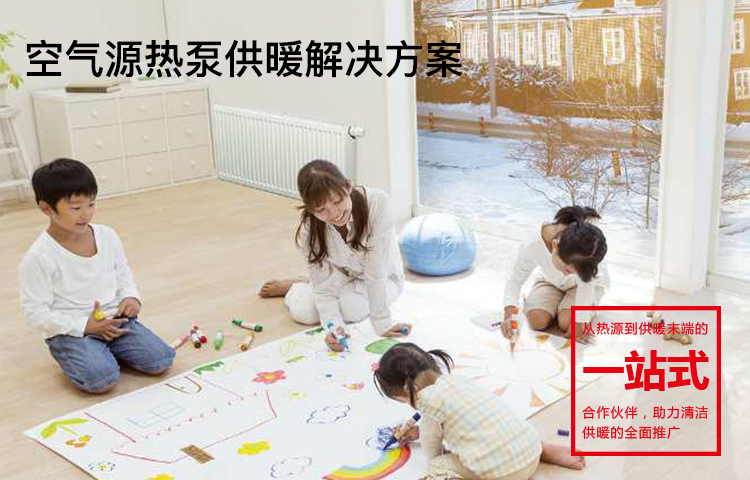 空气源热泵供暖解决方案
从热源到供暖末端的
一站式
合作伙伴，助力清洁
供暖的全面推广